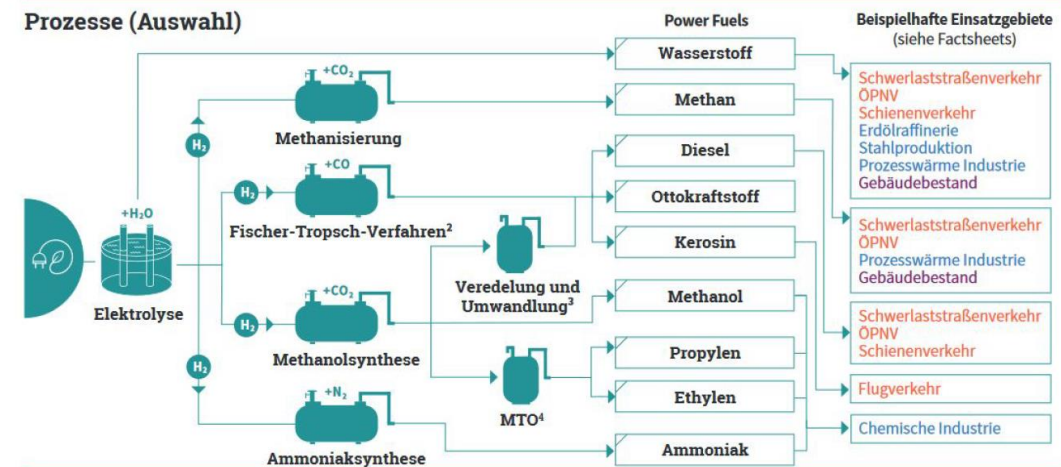 Prozesse (Auswahl)
Power Fuels
Beispielhafte Einsatzgebiete
(siehe Factsheets)
+H₂O
Elektrolyse
H₂
+CO₂
Methanisierung
H₂
+CO
Fischer-Tropsch-Verfahren²
Veredelung und
Umwandlung³
H₂
+CO₂
Methanolsynthese
MTO⁴
H₂
+N₂
Ammoniaksynthese
Wasserstoff
Methan
Diesel
Ottokraftstoff
Kerosin
Methanol
Propylen
Ethylen
Ammoniak
Schwerlaststraßenverkehr
ÖPNV
Schienenverkehr
Erdölraffinerie
Stahlproduktion
Prozesswärme Industrie
Gebäudebestand
Schwerlaststraßenverkehr
ÖPNV
Prozesswärme Industrie
Gebäudebestand
Schwerlaststraßenverkehr
ÖPNV
Schienenverkehr
Flugverkehr
Chemische Industrie